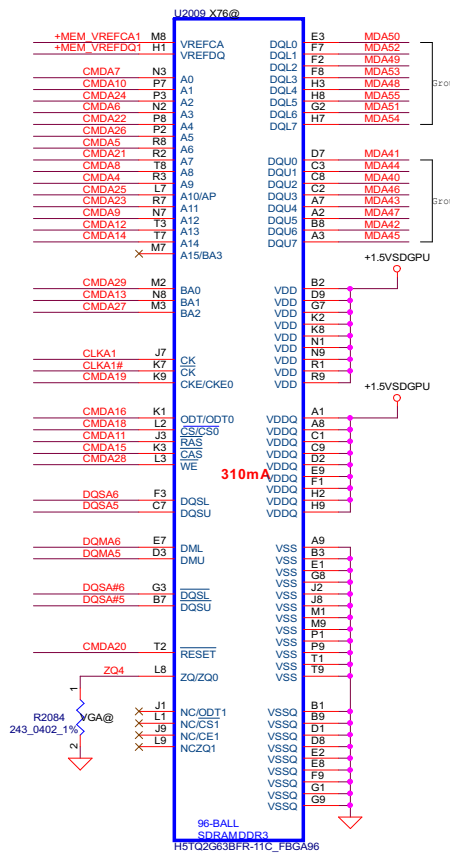 U2009 X76@
+MEM_VREFCA1 M8 VREFCA DQL0 E3 MDA50
+MEM_VREFDQ1 H1 VREFDQ DQL1 F7 MDA52
DQL2 F2 MDA49
CMDA7 N3 A0 DQL3 F8 MDA53
CMDA10 P7 A1 DQL4 H3 MDA48
CMDA24 P3 A2 DQL5 H8 MDA55
CMDA6 N2 A3 DQL6 G2 MDA51
CMDA22 P8 A4 DQL7 H7 MDA54
Grou
CMDA26 P2 A5
CMDA5 R8 A6
CMDA21 R2 A7 DQU0 D7 MDA41
CMDA8 T8 A8 DQU1 C3 MDA44
CMDA4 R3 A9 DQU2 C8 MDA40
CMDA25 L7 A10/AP DQU3 C2 MDA46
CMDA23 R7 A11 DQU4 A7 MDA43
CMDA9 N7 A12 DQU5 A2 MDA47
CMDA12 T3 A13 DQU6 B8 MDA42
CMDA14 T7 A14 DQU7 A3 MDA45
Grou
M7 A15/BA3
+1.5VSDGPU
CMDA29 M2 BA0 VDD B2
CMDA13 N8 BA1 VDD D9
CMDA27 M3 BA2 VDD G7
VDD K2
VDD K8
VDD N1
CLKA1 J7 CK VDD N9
CLKA1# K7 CK VDD R1
CMDA19 K9 CKE/CKE0 VDD R9
+1.5VSDGPU
CMDA16 K1 ODT/ODT0 VDDQ A1
CMDA18 L2 CS/CS0 VDDQ A8
CMDA11 J3 RAS VDDQ C1
CMDA15 K3 CAS VDDQ C9
CMDA28 L3 WE VDDQ D2
310mA VDDQ E9
VDDQ F1
DQSA6 F3 DQSL VDDQ H2
DQSA5 C7 DQSU VDDQ H9
DQMA6 E7 DML VSS A9
DQMA5 D3 DMU VSS B3
VSS E1
VSS G8
DQSA#6 G3 DQSL VSS J2
DQSA#5 B7 DQSU VSS J8
VSS M1
VSS M9
VSS P1
CMDA20 T2 RESET VSS P9
VSS T1
ZQ4 L8 ZQ/ZQ0 VSS T9
1
R2084 VGA@
243_0402_1%
2
J1 NC/ODT1 VSSQ B1
L1 NC/CS1 VSSQ B9
J9 NC/CE1 VSSQ D1
L9 NCZQ1 VSSQ D8
VSSQ E2
VSSQ E8
VSSQ F9
VSSQ G1
VSSQ G9
96-BALL
SDRAMDDR3
H5TQ2G63BFR-11C_FBGA96